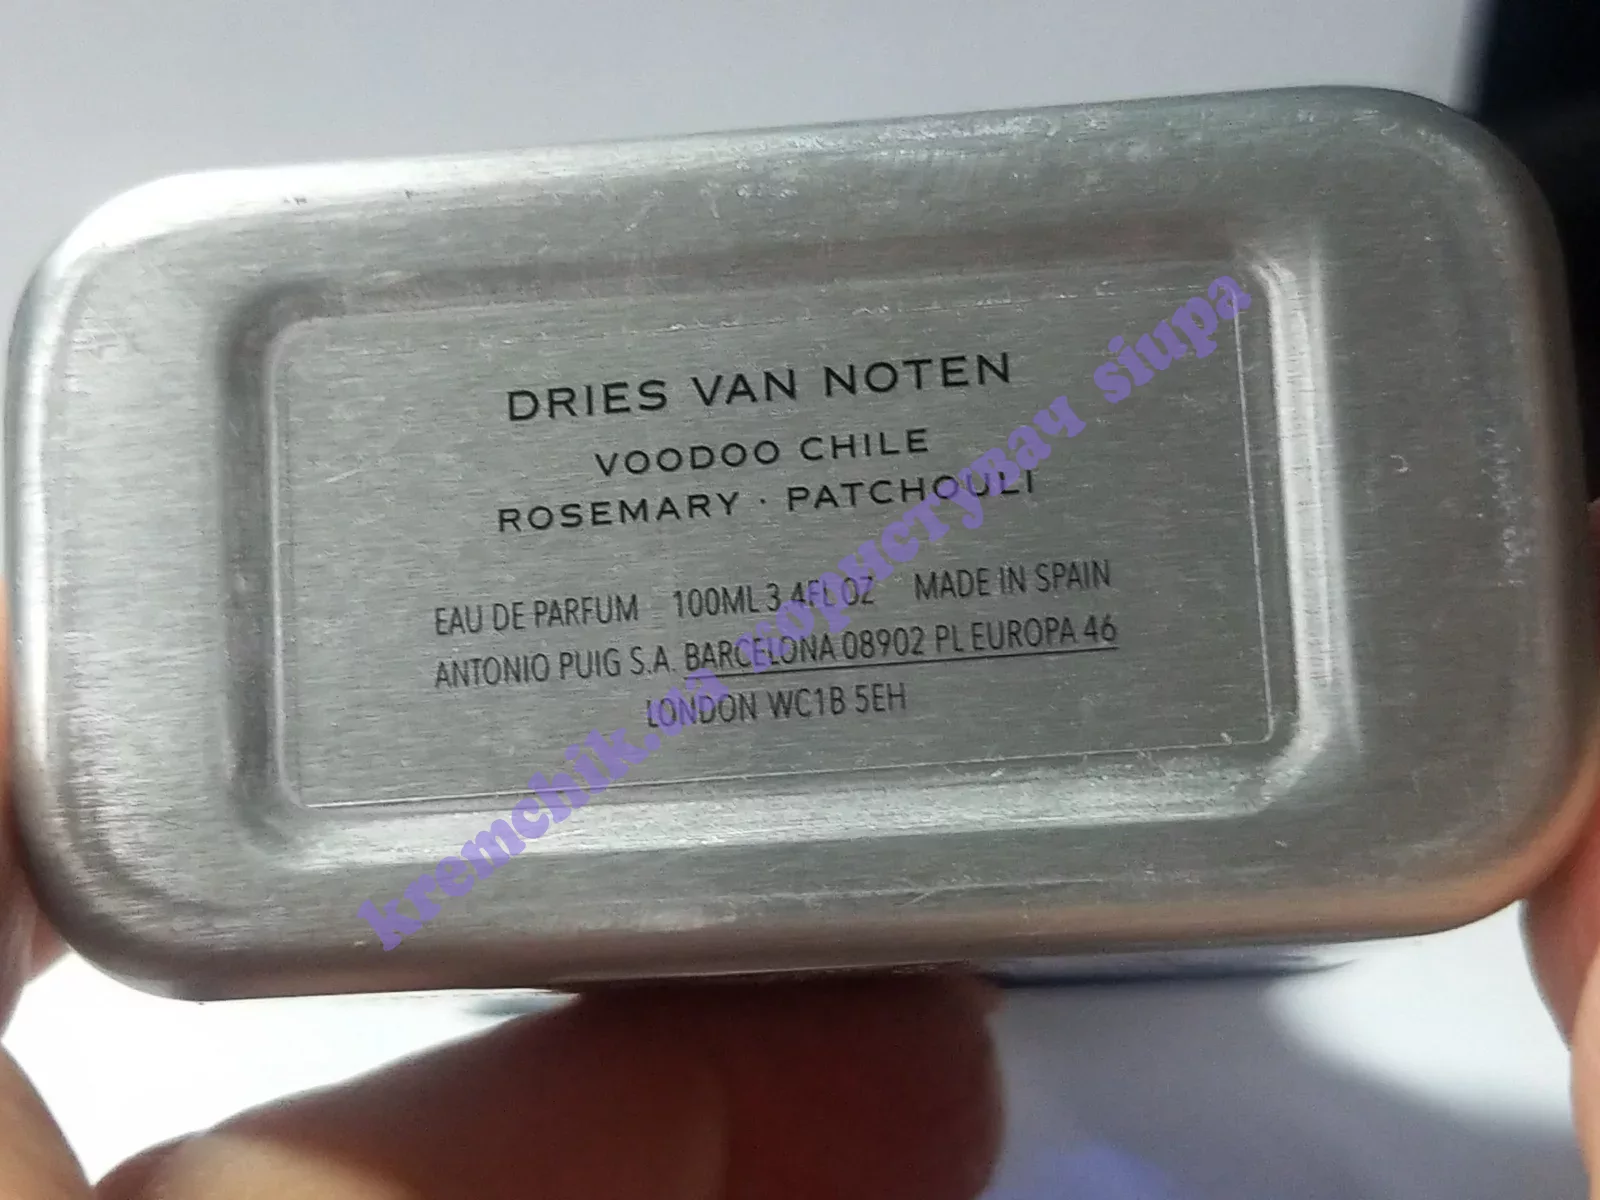 DRIES VAN NOTEN
VOODOO CHILE
ROSEMARY · PATCHOULI
EAU DE PARFUM 100ML 3.4FL OZ MADE IN SPAIN
ANTONIO PUIG S.A. BARCELONA 08902 PL EUROPA 46
LONDON WC1B 5EH
kremchik.ua користувач siupa